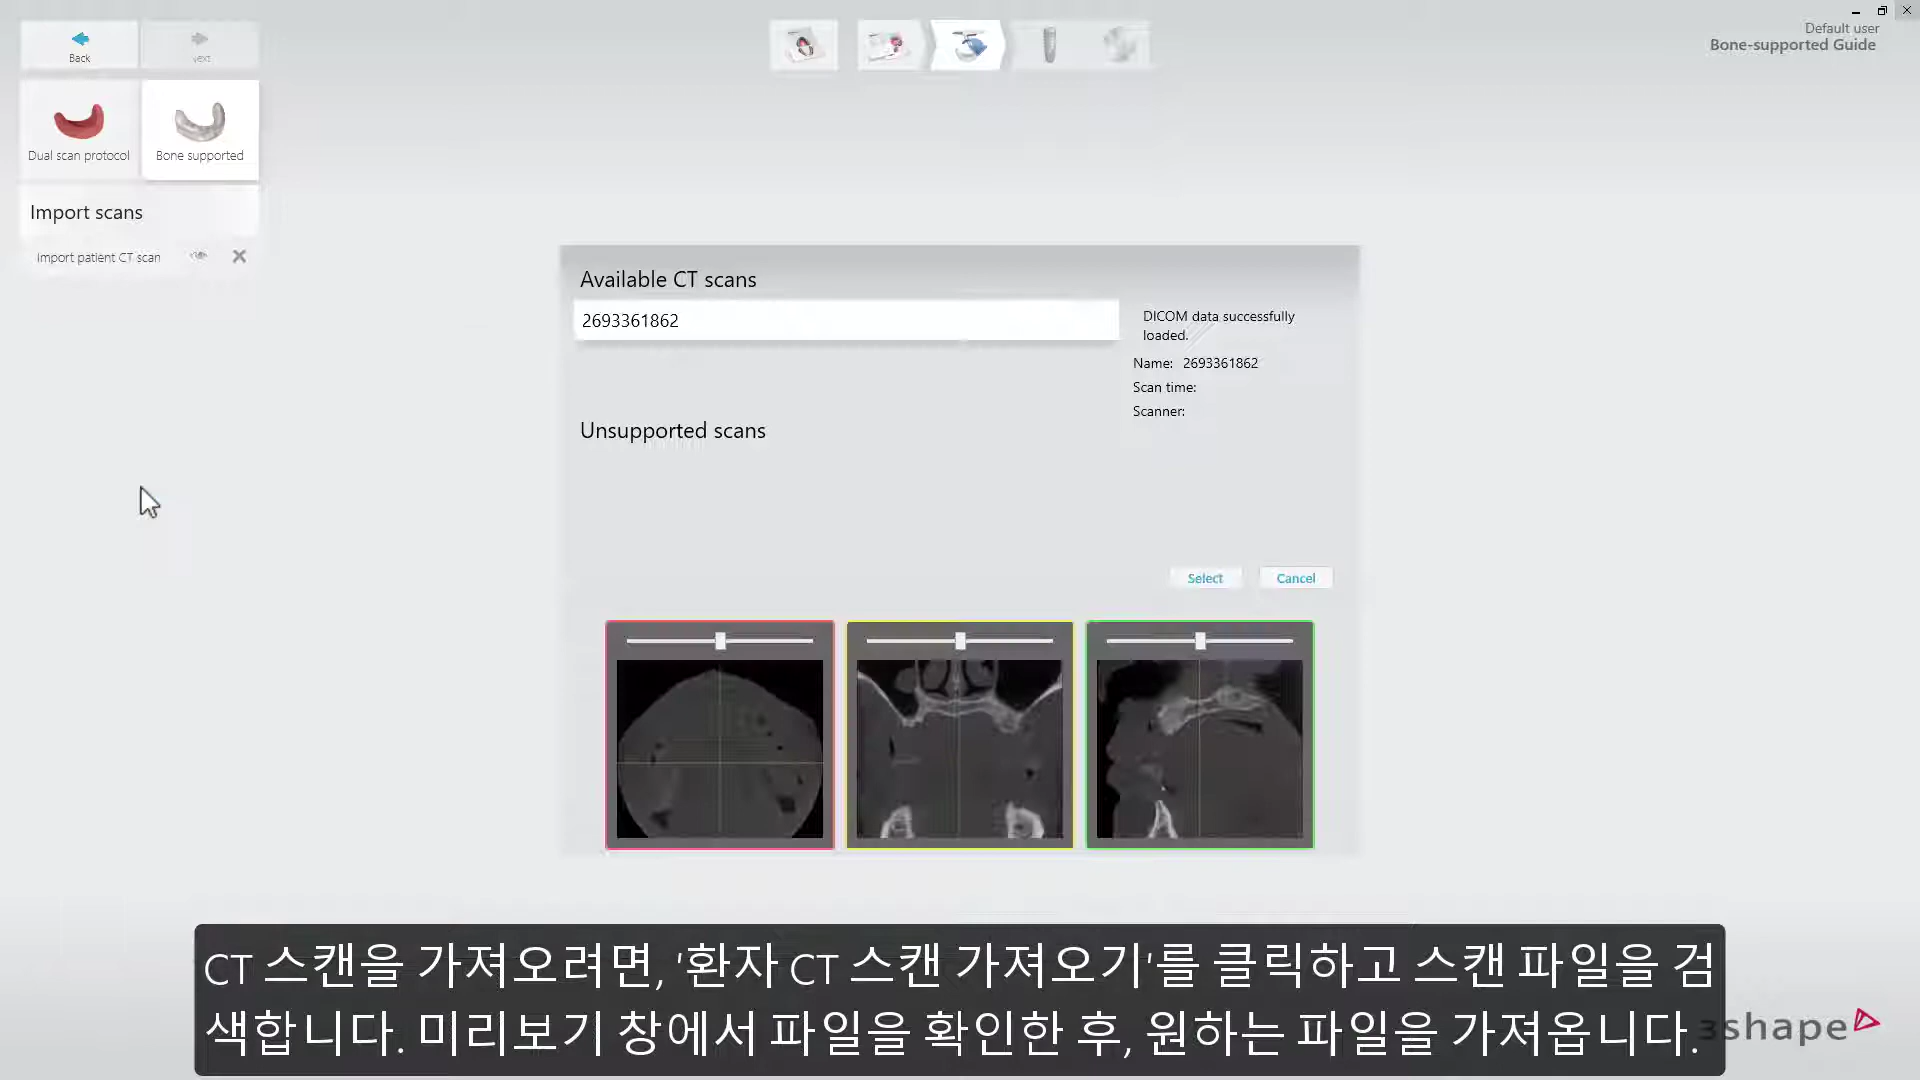 Default user
Bone-supported Guide
Back
Next
Dual scan protocol
Bone supported
Import scans
Import patient CT scan
Available CT scans
2693361862
DICOM data successfully
loaded.
Name: 2693361862
Scan time:
Scanner:
Unsupported scans
Select
Cancel
CT 스캔을 가져오려면, '환자 CT 스캔 가져오기'를 클릭하고 스캔 파일을 검
색합니다. 미리보기 창에서 파일을 확인한 후, 원하는 파일을 가져옵니다.
3shape